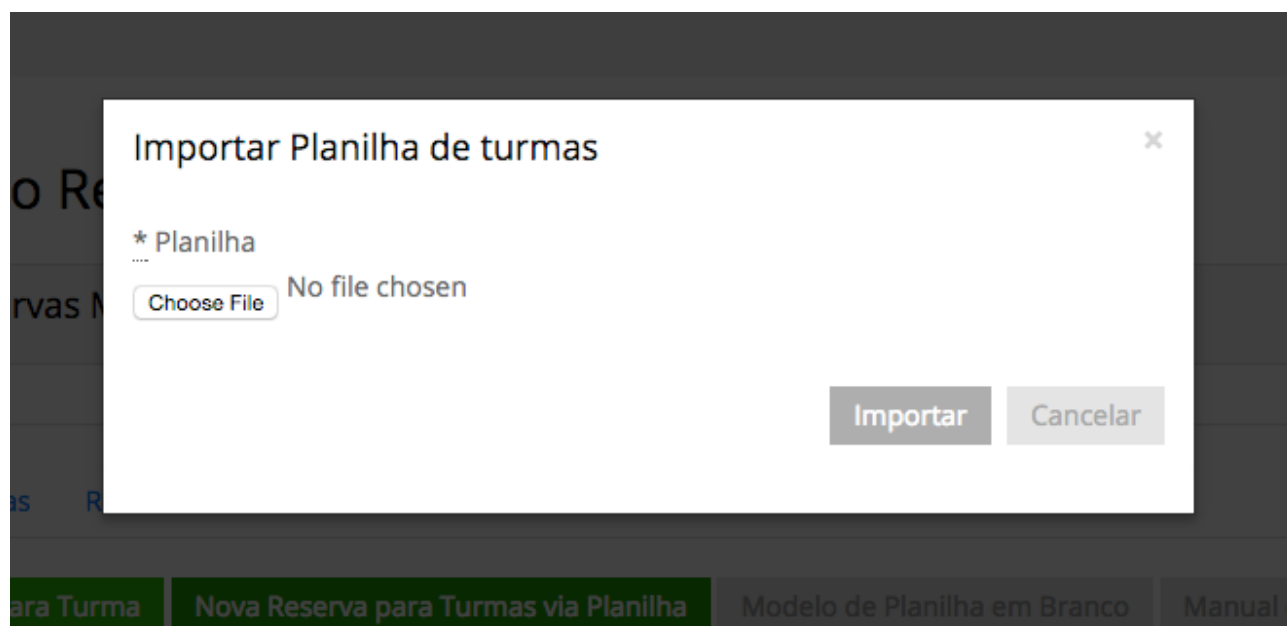 Importar Planilha de turmas ×
o Re
* Planilha
rvas M
Choose File No file chosen
Importar Cancelar
as R
ara Turma Nova Reserva para Turmas via Planilha Modelo de Planilha em Branco Manual